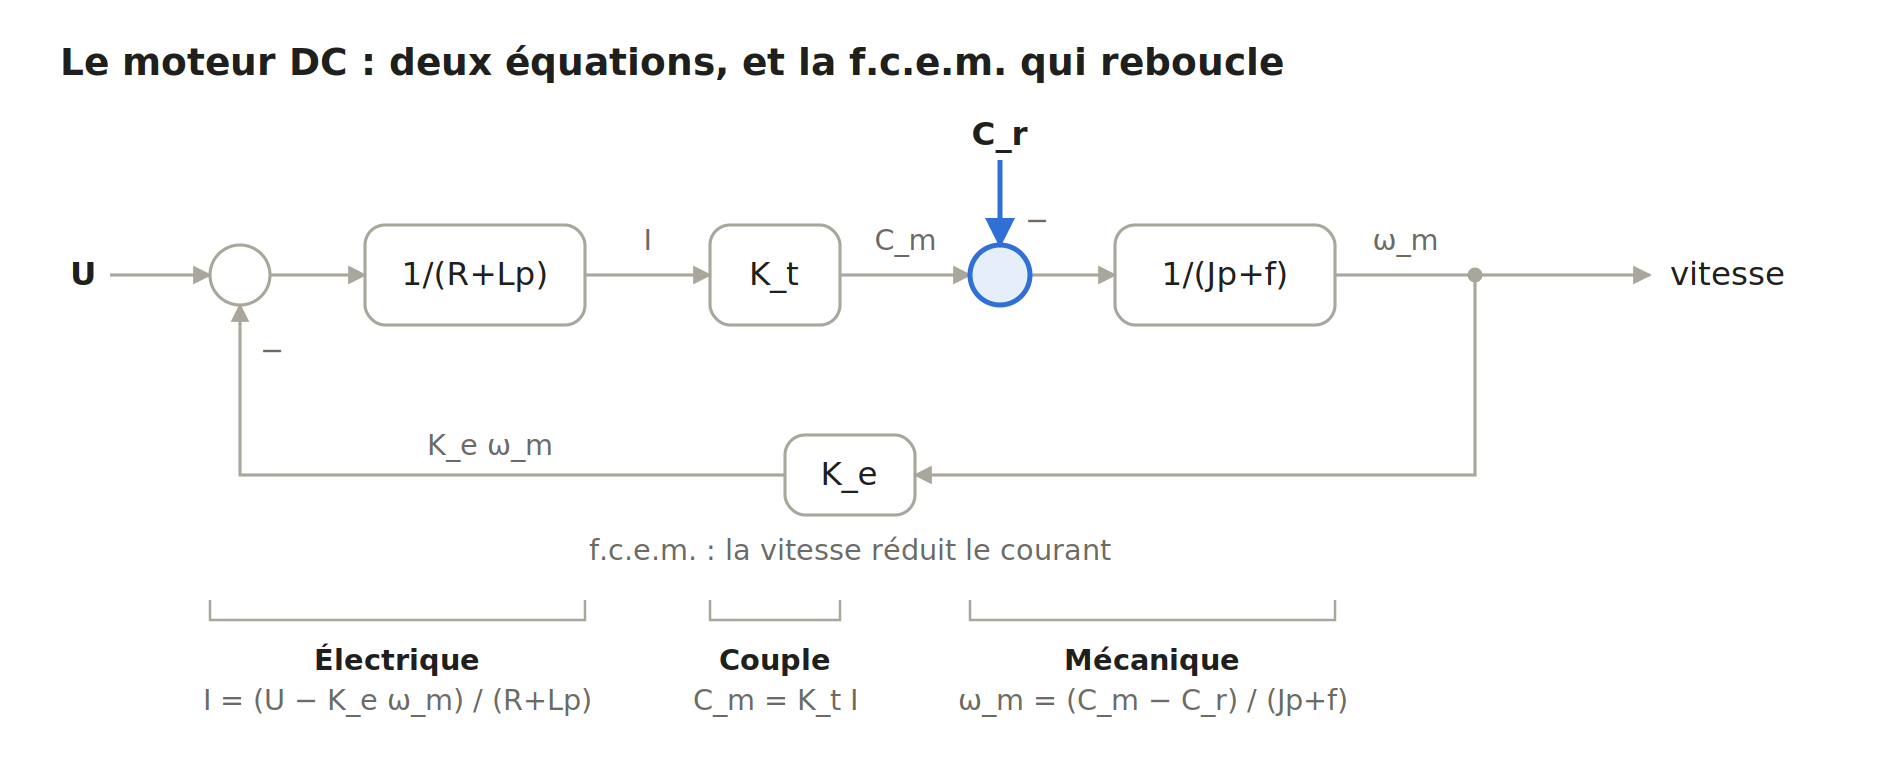 Le moteur DC : deux équations, et la f.c.e.m. qui reboucle
C_r
−
U
1/(R+Lp)
I
K_t
C_m
1/(Jp+f)
ω_m
vitesse
−
K_e ω_m
K_e
f.c.e.m. : la vitesse réduit le courant
Électrique
I = (U − K_e ω_m) / (R+Lp)
Couple
C_m = K_t I
Mécanique
ω_m = (C_m − C_r) / (Jp+f)